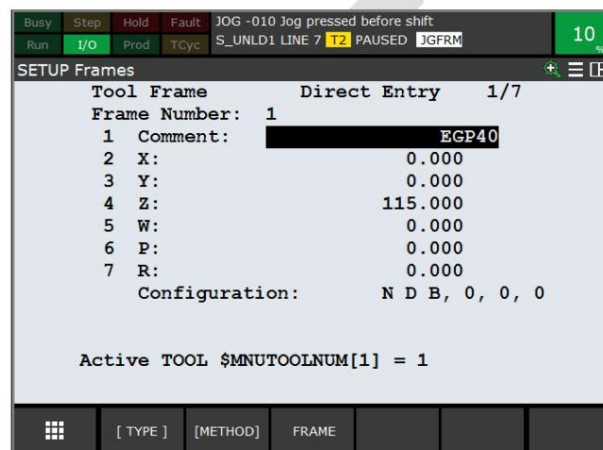 Busy Step Hold Fault JOG -010 Jog pressed before shift
Run I/O Prod TCyc S_UNLD1 LINE 7 T2 PAUSED JGFRM 10 %
SETUP Frames
Tool Frame Direct Entry 1/7
Frame Number: 1
1 Comment: EGP40
2 X: 0.000
3 Y: 0.000
4 Z: 115.000
5 W: 0.000
6 P: 0.000
7 R: 0.000
Configuration: N D B, 0, 0, 0
Active TOOL $MNUTOOLNUM[1] = 1
[ TYPE ] [METHOD] FRAME